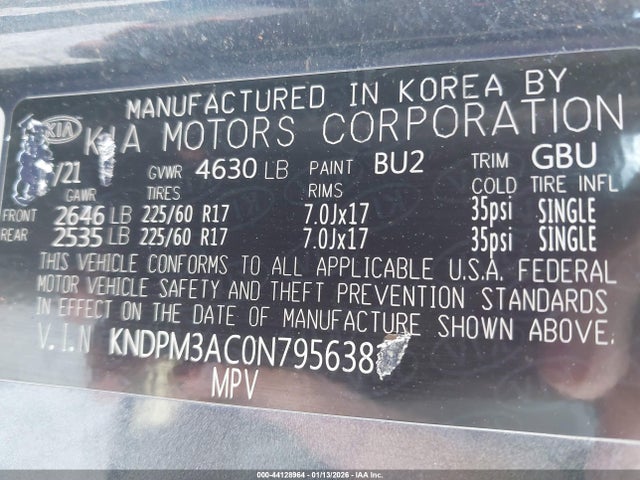 MANUFACTURED IN KOREA BY
KIA KIA MOTORS CORPORATION
/21 GVWR 4630 LB PAINT BU2 TRIM GBU
GAWR TIRES RIMS COLD TIRE INFL
FRONT 2646 LB 225/60 R17 7.0Jx17 35psi SINGLE
REAR 2535 LB 225/60 R17 7.0Jx17 35psi SINGLE
THIS VEHICLE CONFORMS TO ALL APPLICABLE U.S.A. FEDERAL
MOTOR VEHICLE SAFETY AND THEFT PREVENTION STANDARDS
IN EFFECT ON THE DATE OF MANUFACTURE SHOWN ABOVE.
V.I.N KNDPM3AC0N795638
MPV
000-44128964 - 01/13/2026 - IAA Inc.